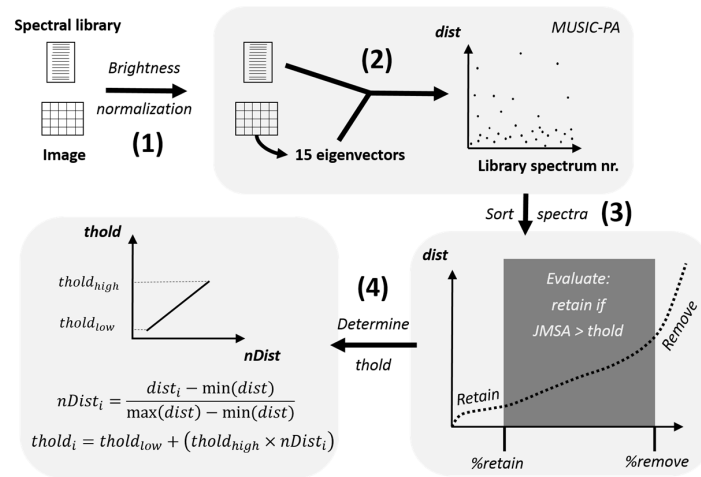 Spectral library
Brightness
normalization
(1)
Image
MUSIC-PA
(2)
15 eigenvectors
dist
Library spectrum nr.
Sort spectra (3)
dist
Evaluate:
retain if
JMSA > thold
Retain
Remove
%retain
%remove
(4)
Determine
thold
thold
thold_high
thold_low
nDist
nDist_i = \frac{dist_i − min(dist)}{max(dist) − min(dist)}
thold_i = thold_low + (thold_high × nDist_i)